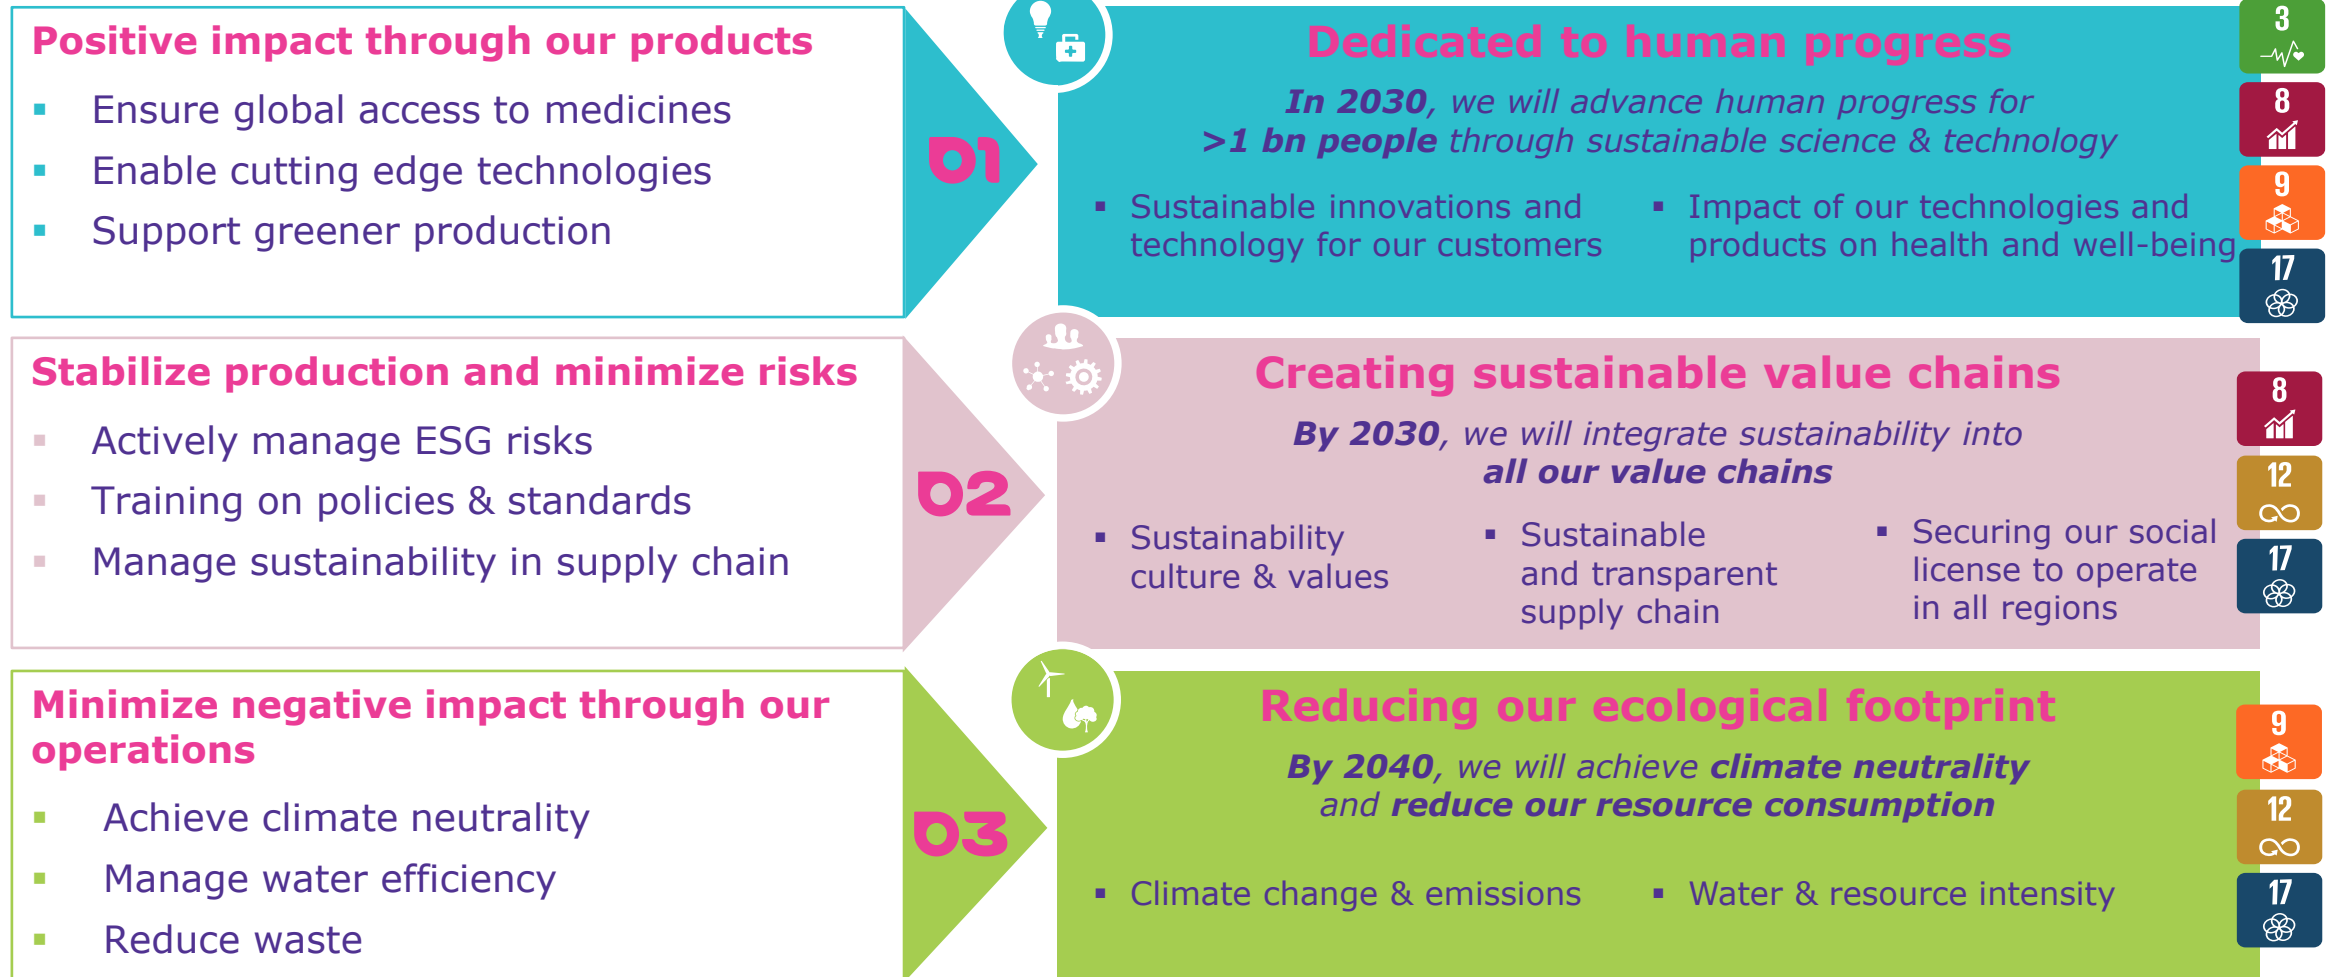 Positive impact through our products
▪ Ensure global access to medicines
▪ Enable cutting edge technologies
▪ Support greener production
01
Dedicated to human progress
In 2030, we will advance human progress for
>1 bn people through sustainable science & technology
▪ Sustainable innovations and
technology for our customers
▪ Impact of our technologies and
products on health and well-being
3
8
9
17
Stabilize production and minimize risks
▪ Actively manage ESG risks
▪ Training on policies & standards
▪ Manage sustainability in supply chain
02
Creating sustainable value chains
By 2030, we will integrate sustainability into
all our value chains
▪ Sustainability
culture & values
▪ Sustainable
and transparent
supply chain
▪ Securing our social
license to operate
in all regions
8
12
17
Minimize negative impact through our
operations
▪ Achieve climate neutrality
▪ Manage water efficiency
▪ Reduce waste
03
Reducing our ecological footprint
By 2040, we will achieve climate neutrality
and reduce our resource consumption
▪ Climate change & emissions
▪ Water & resource intensity
9
12
17